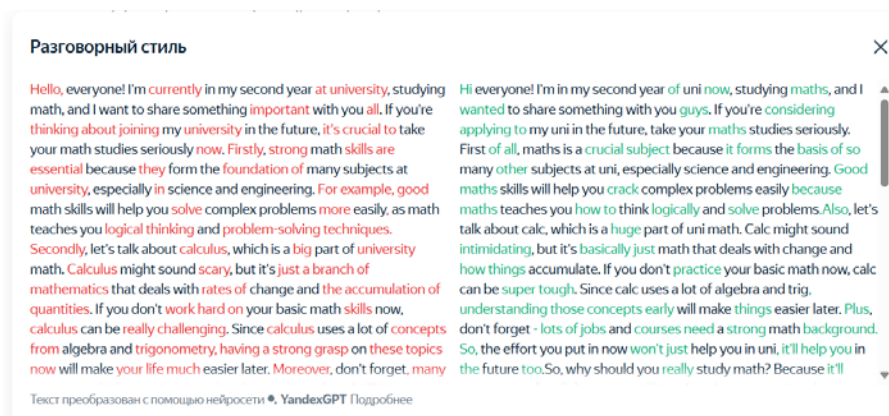 Разговорный стиль
Hello, everyone! I'm currently in my second year at university, studying
math, and I want to share something important with you all. If you're
thinking about joining my university in the future, it's crucial to take
your math studies seriously now. Firstly, strong math skills are
essential because they form the foundation of many subjects at
university, especially in science and engineering. For example, good
math skills will help you solve complex problems more easily, as math
teaches you logical thinking and problem-solving techniques.
Secondly, let's talk about calculus, which is a big part of university
math. Calculus might sound scary, but it's just a branch of
mathematics that deals with rates of change and the accumulation of
quantities. If you don't work hard on your basic math skills now,
calculus can be really challenging. Since calculus uses a lot of concepts
from algebra and trigonometry, having a strong grasp on these topics
now will make your life much easier later. Moreover, don't forget, many
Hi everyone! I'm in my second year of uni now, studying maths, and I
wanted to share something with you guys. If you're considering
applying to my uni in the future, take your maths studies seriously.
First of all, maths is a crucial subject because it forms the basis of so
many other subjects at uni, especially science and engineering. Good
maths skills will help you crack complex problems easily because
maths teaches you how to think logically and solve problems.Also, let's
talk about calc, which is a huge part of uni math. Calc might sound
intimidating, but it's basically just math that deals with change and
how things accumulate. If you don't practice your basic math now, calc
can be super tough. Since calc uses a lot of algebra and trig,
understanding those concepts early will make things easier later. Plus,
don't forget - lots of jobs and courses need a strong math background.
So, the effort you put in now won't just help you in uni, it'll help you in
the future too.So, why should you really study math? Because it'll
Текст преобразован с помощью нейросети YandexGPT Подробнее